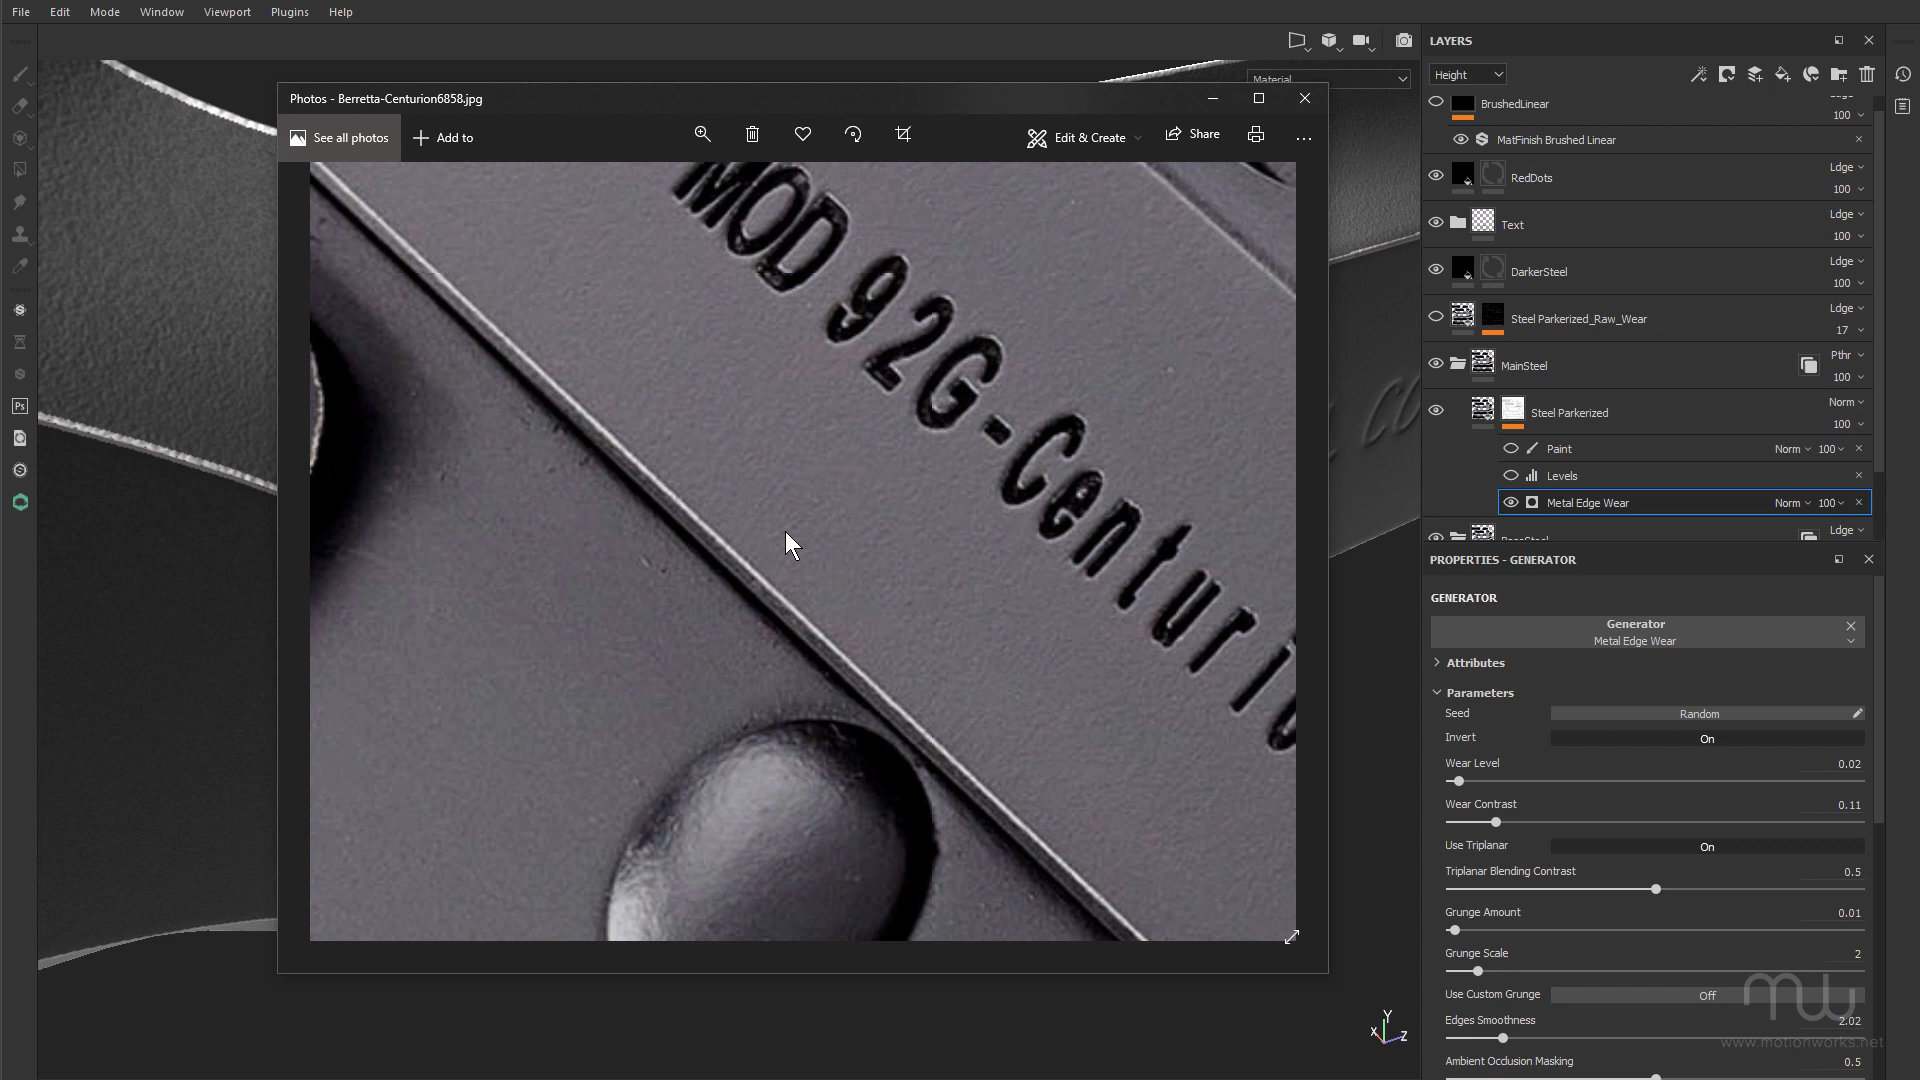 File Edit Mode Window Viewport Plugins Help
LAYERS
Material
Height
Photos - Berretta-Centurion6858.jpg
See all photos Add to Edit & Create Share
BrushedLinear
100
MatFinish Brushed Linear
RedDots Ldge
100
Text Ldge
100
DarkerSteel Ldge
100
Steel Parkerized_Raw_Wear Ldge
17
MainSteel Pthr
100
Steel Parkerized Norm
100
Paint Norm 100
Levels
Metal Edge Wear Norm 100
Ldge
MOD 92G-Centuri
Ps
PROPERTIES - GENERATOR
GENERATOR
Generator
Metal Edge Wear
Attributes
Parameters
Seed Random
Invert On
Wear Level 0.02
Wear Contrast 0.11
Use Triplanar On
Triplanar Blending Contrast 0.5
Grunge Amount 0.01
Grunge Scale 2
Use Custom Grunge Off
Edges Smoothness 2.02
Ambient Occlusion Masking 0.5
Y
X Z
mw
www.motionworks.net